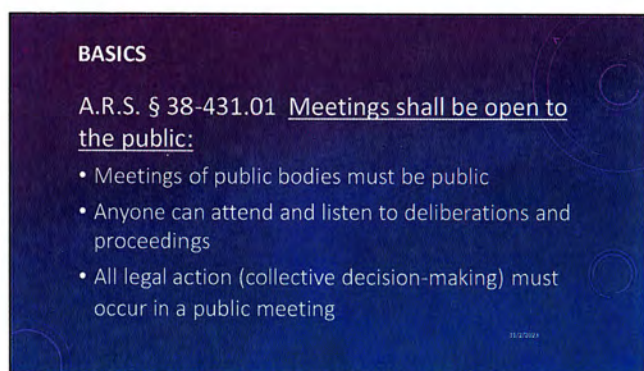 BASICS
A.R.S. § 38-431.01 Meetings shall be open to
the public:
• Meetings of public bodies must be public
• Anyone can attend and listen to deliberations and
proceedings
• All legal action (collective decision-making) must
occur in a public meeting